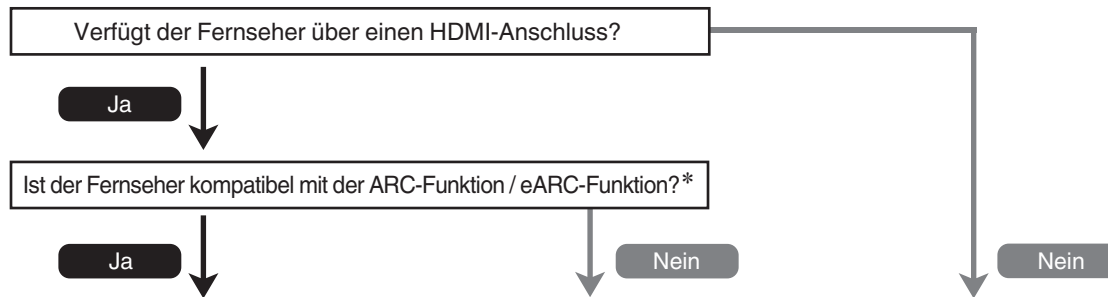 Verfügt der Fernseher über einen HDMI-Anschluss?
Ja
Ist der Fernseher kompatibel mit der ARC-Funktion / eARC-Funktion?*
Ja
Nein
Nein